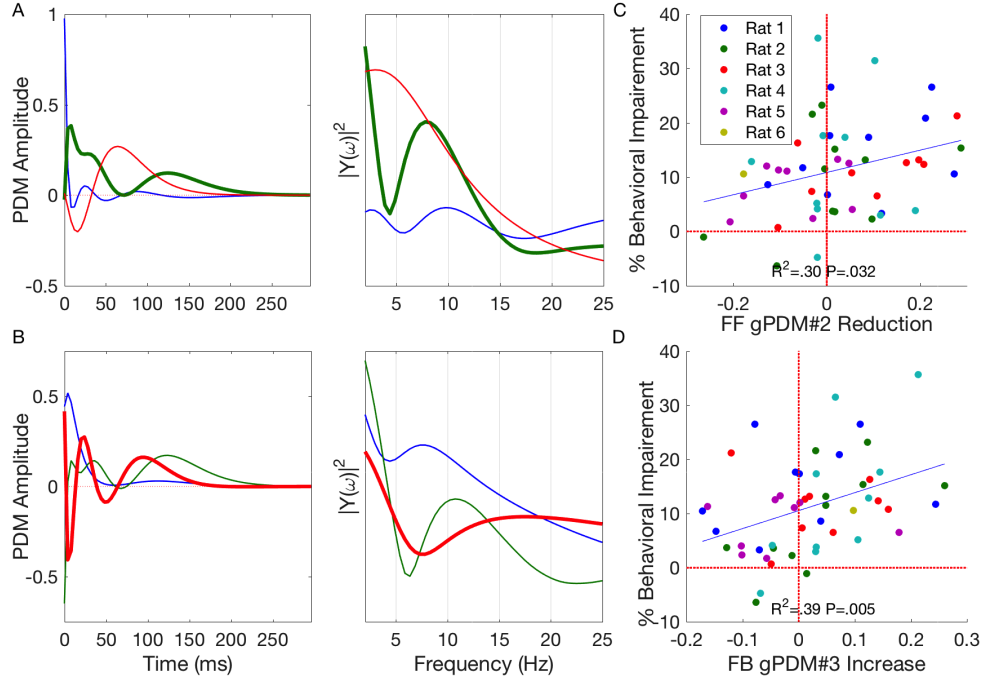 A
PDM Amplitude
1
0.5
0
-0.5
0 50 100 150 200 250
|Y(ω)|²
5 10 15 20 25
C
% Behavioral Impairement
40
30
20
10
0
-10
Rat 1
Rat 2
Rat 3
Rat 4
Rat 5
Rat 6
R²=.30 P=.032
-0.2 0 0.2
FF gPDM#2 Reduction
B
PDM Amplitude
0.5
0
-0.5
0 50 100 150 200 250
Time (ms)
|Y(ω)|²
5 10 15 20 25
Frequency (Hz)
D
% Behavioral Impairement
40
30
20
10
0
10
R²=.39 P=.005
-0.2 -0.1 0 0.1 0.2 0.3
FB gPDM#3 Increase